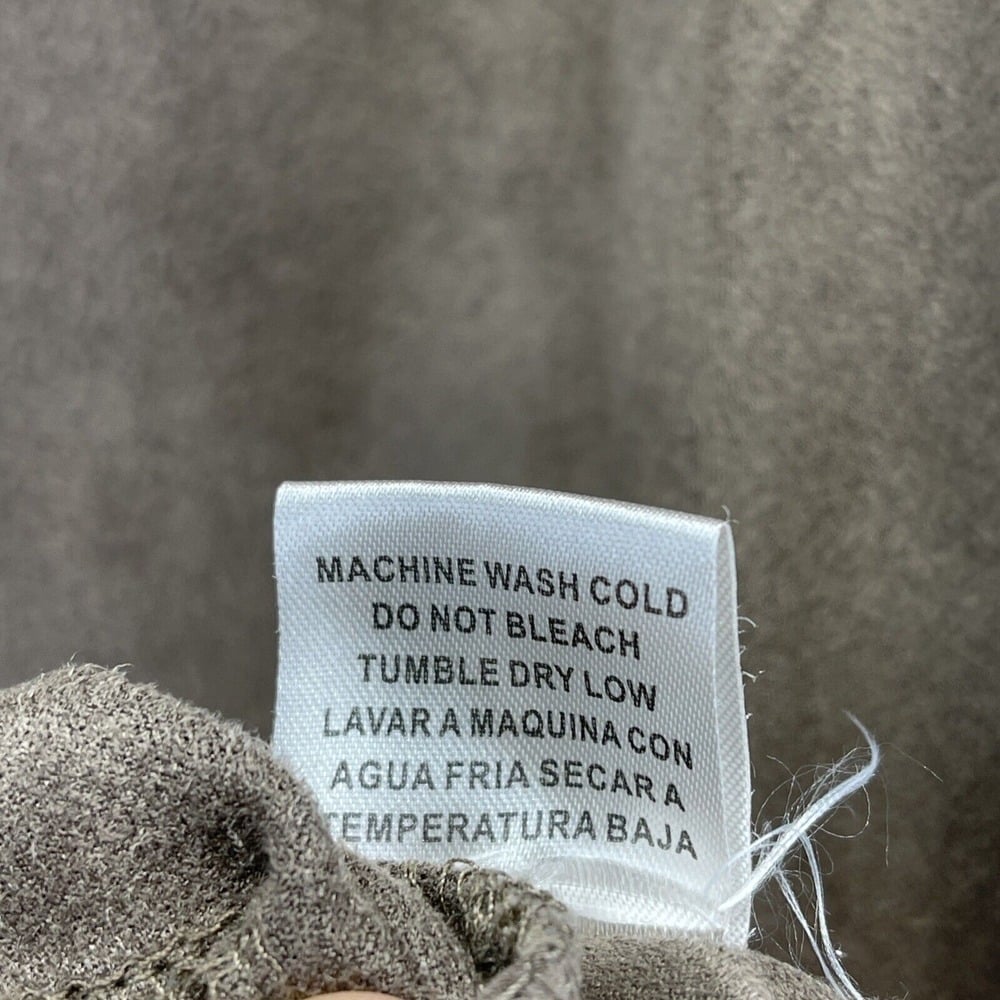 MACHINE WASH COLD
DO NOT BLEACH
TUMBLE DRY LOW
LAVAR A MAQUINA CON
AGUA FRIA SECAR A
TEMPERATURA BAJA